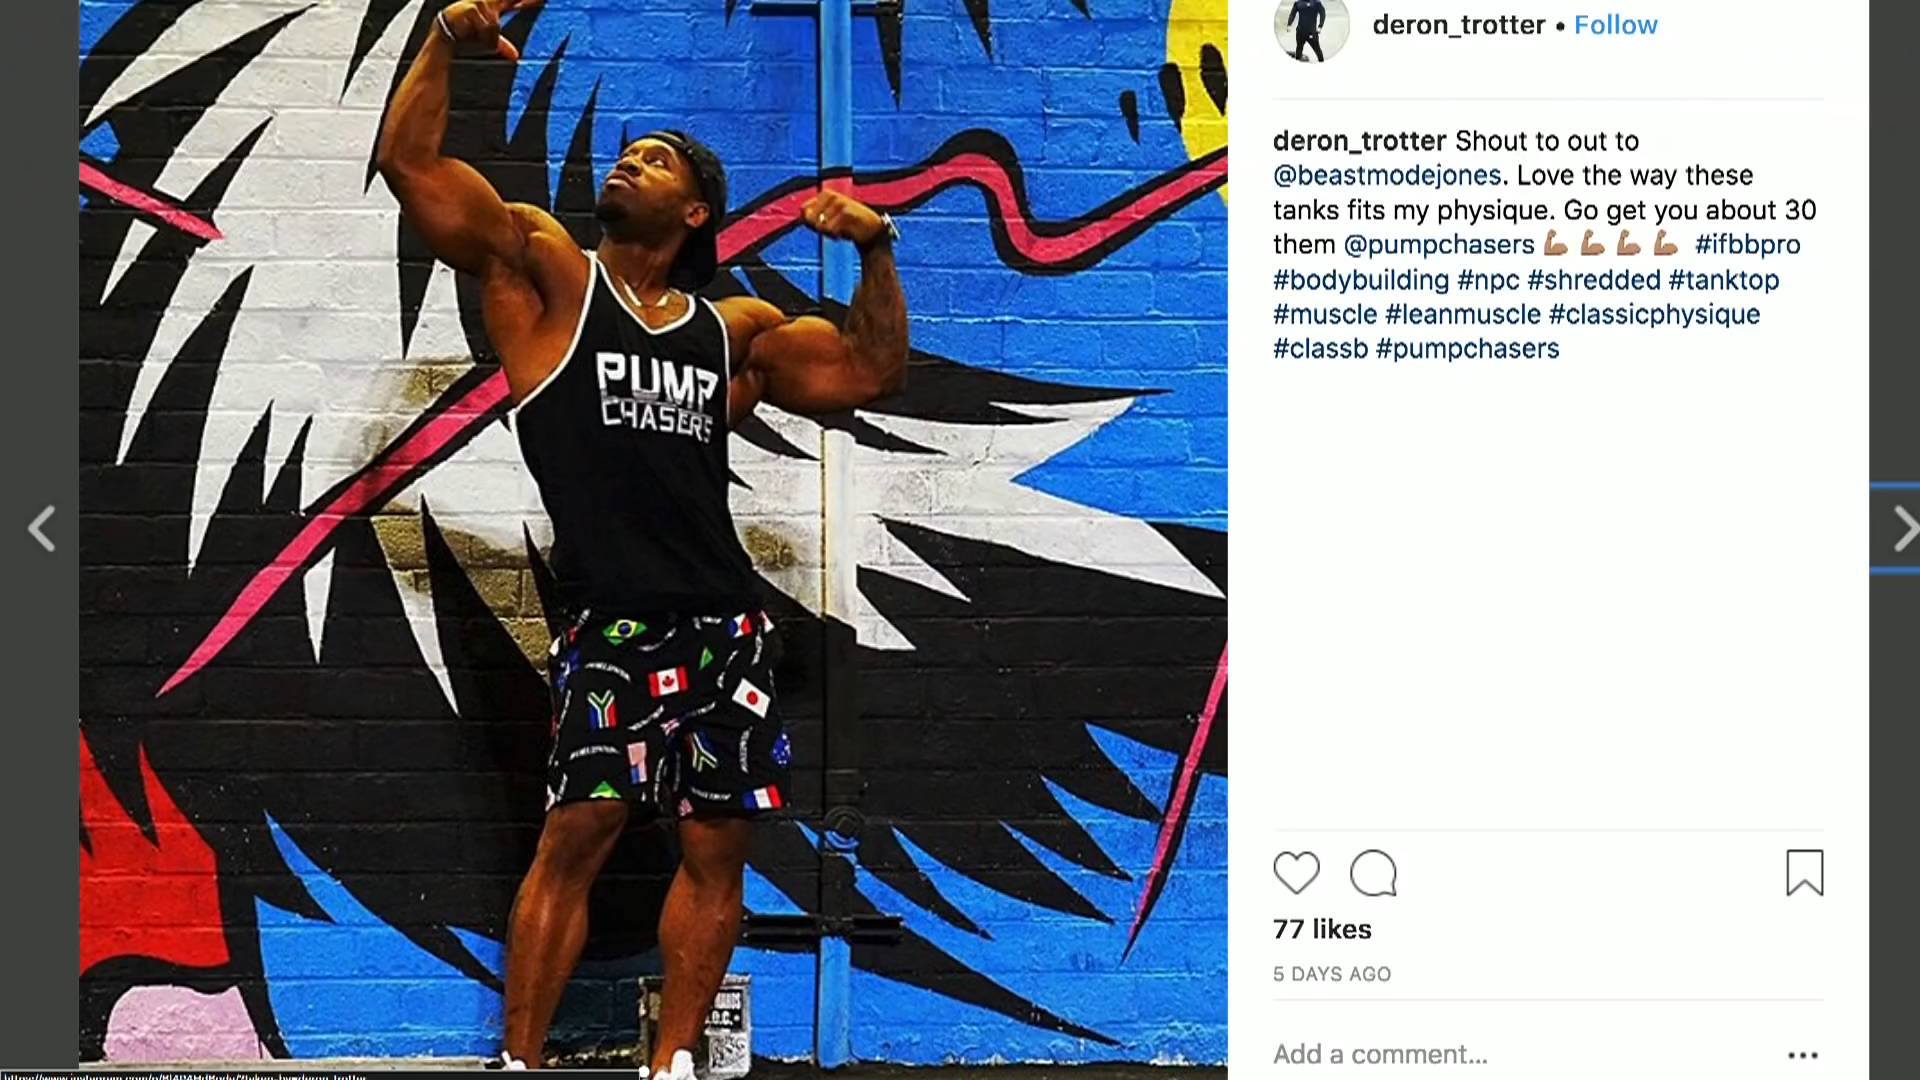 deron_trotter • Follow
deron_trotter Shout to out to
@beastmodejones. Love the way these
tanks fits my physique. Go get you about 30
them @pumpchasers 💪🏽💪🏽💪🏽💪🏽 #ifbbpro
#bodybuilding #npc #shredded #tanktop
#muscle #leanmuscle #classicphysique
#classb #pumpchasers
PUMP
CHASERS
77 likes
5 DAYS AGO
Add a comment...